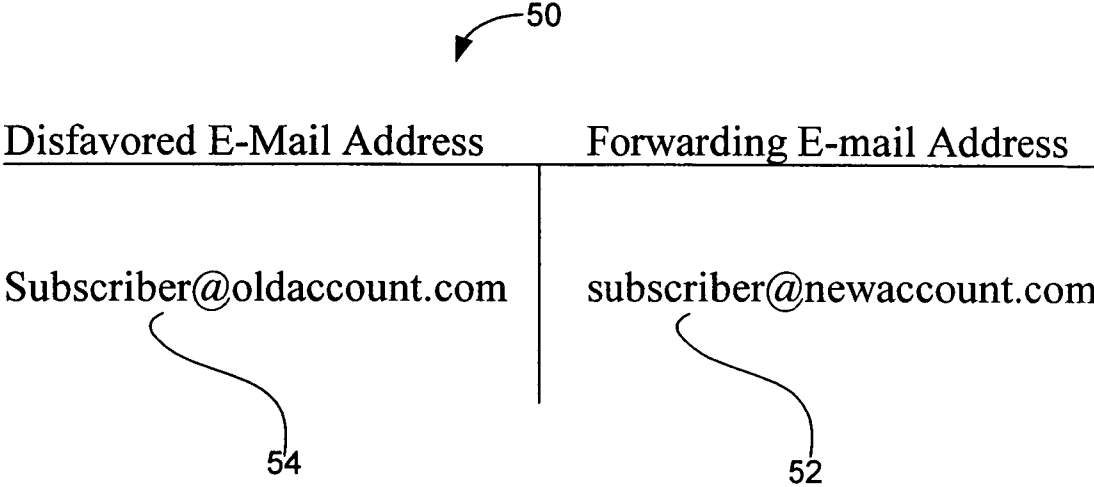 50
Disfavored E-Mail Address Forwarding E-mail Address
Subscriber@oldaccount.com subscriber@newaccount.com
54 52